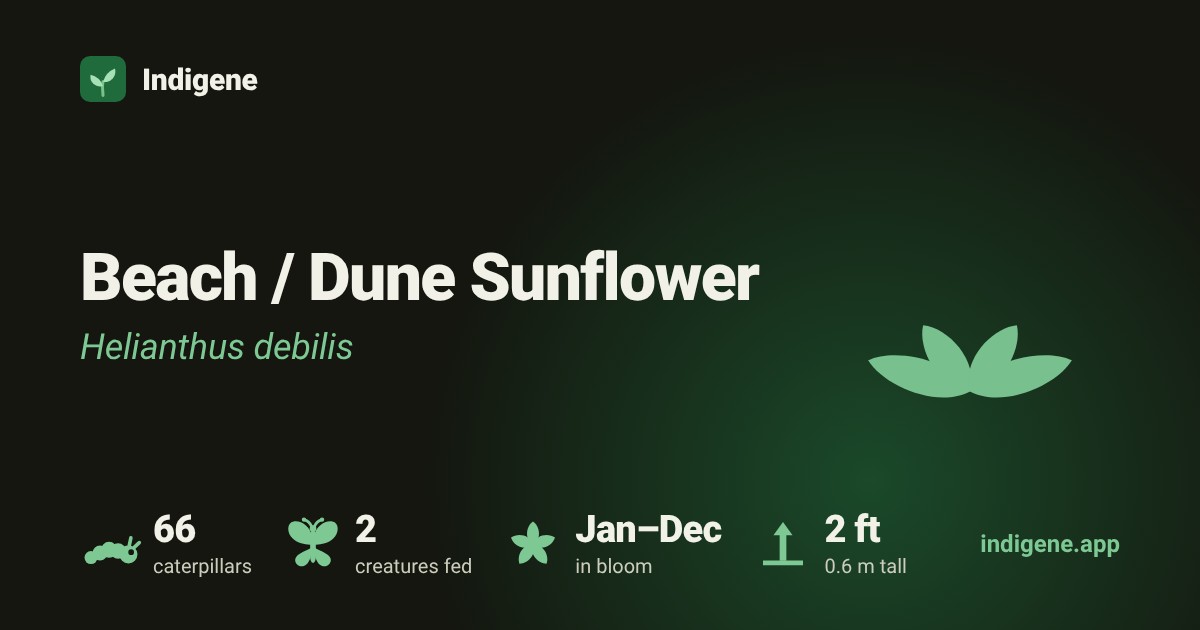 Indigene
Beach / Dune Sunflower
Helianthus debilis
66
caterpillars
2
creatures fed
Jan–Dec
in bloom
2 ft
0.6 m tall
indigene.app